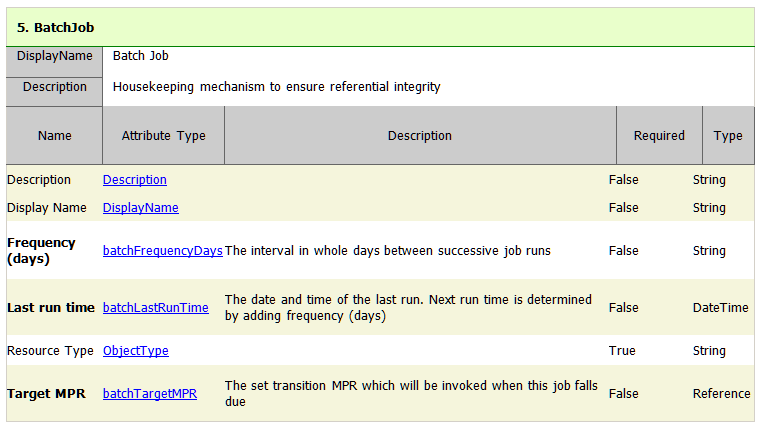 5. BatchJob
DisplayName Batch Job
Description Housekeeping mechanism to ensure referential integrity
Name Attribute Type Description Required Type
Description Description False String
Display Name DisplayName False String
Frequency
(days) batchFrequencyDays The interval in whole days between successive job runs False String
Last run time batchLastRunTime The date and time of the last run. Next run time is determined
by adding frequency (days) False DateTime
Resource Type ObjectType True String
Target MPR batchTargetMPR The set transition MPR which will be invoked when this job falls
due False Reference